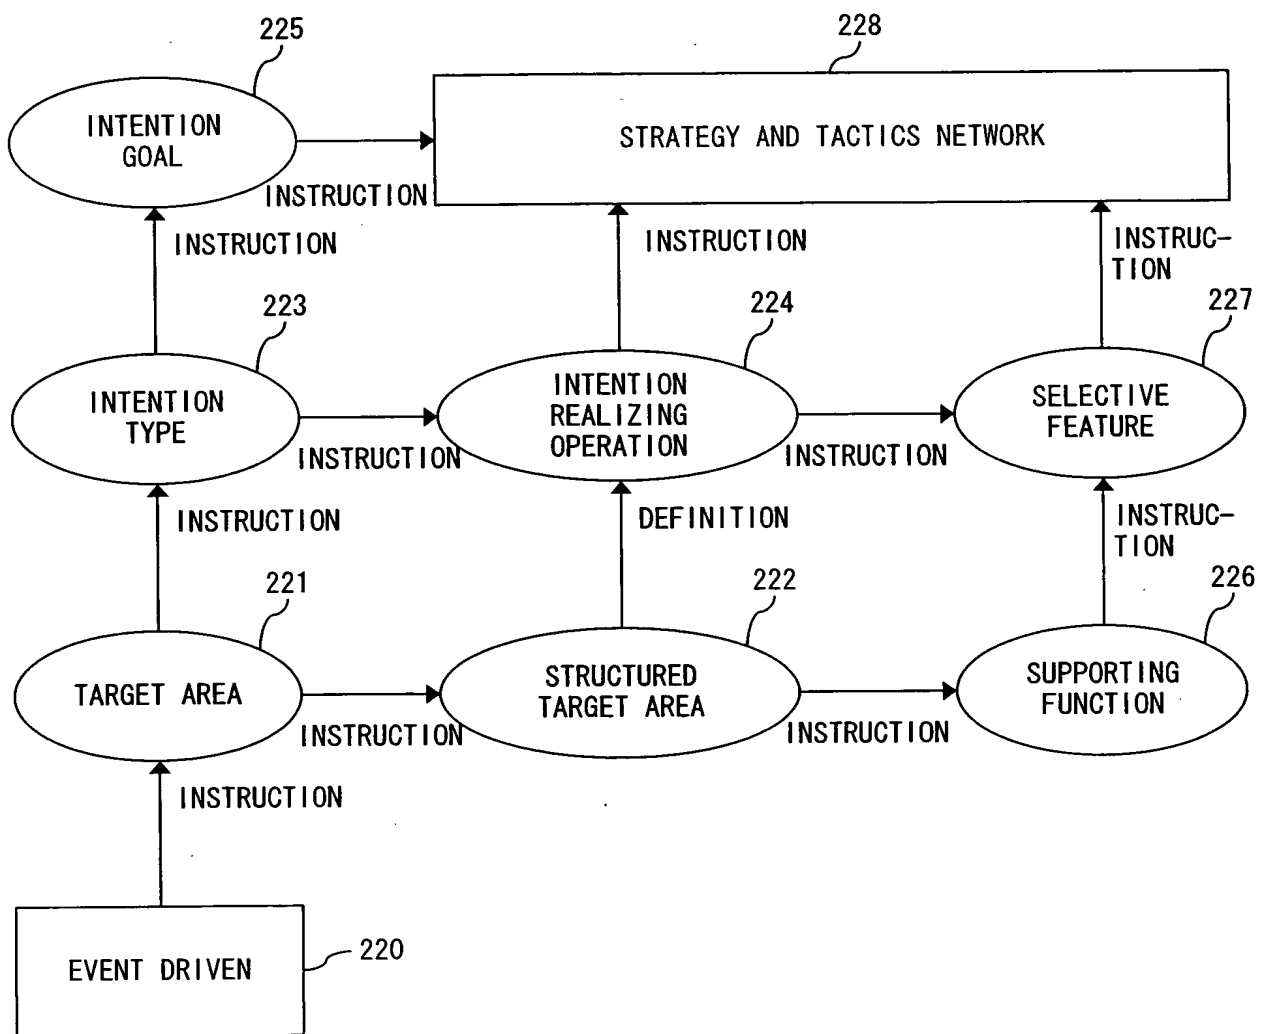 225
228
INTENTION
GOAL
STRATEGY AND TACTICS NETWORK
INSTRUCTION
INSTRUCTION
INSTRUCTION
INSTRUC-
TION
223
224
227
INTENTION
TYPE
INTENTION
REALIZING
OPERATION
SELECTIVE
FEATURE
INSTRUCTION
INSTRUCTION
INSTRUCTION
DEFINITION
INSTRUC-
TION
221
222
226
TARGET AREA
STRUCTURED
TARGET AREA
SUPPORTING
FUNCTION
INSTRUCTION
INSTRUCTION
INSTRUCTION
EVENT DRIVEN
220